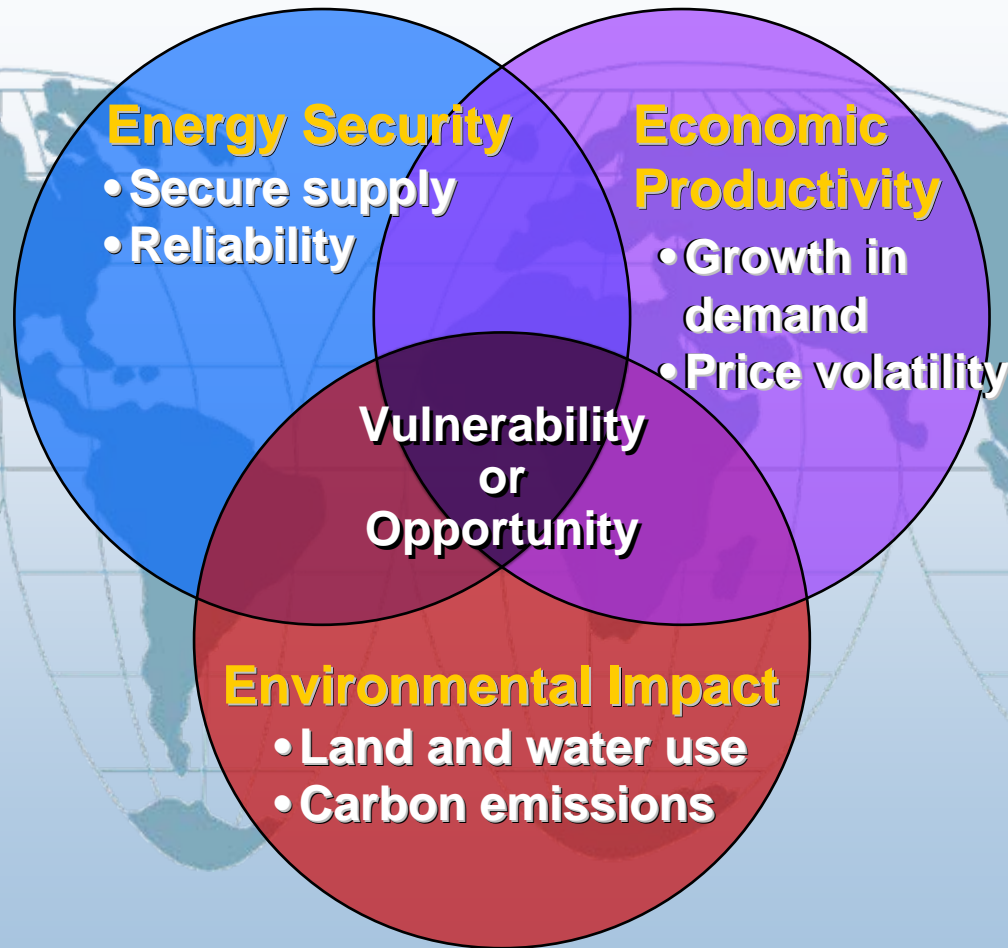 Energy Security
• Secure supply
• Reliability
Economic
Productivity
• Growth in
demand
• Price volatility
Vulnerability
or
Opportunity
Environmental Impact
• Land and water use
• Carbon emissions